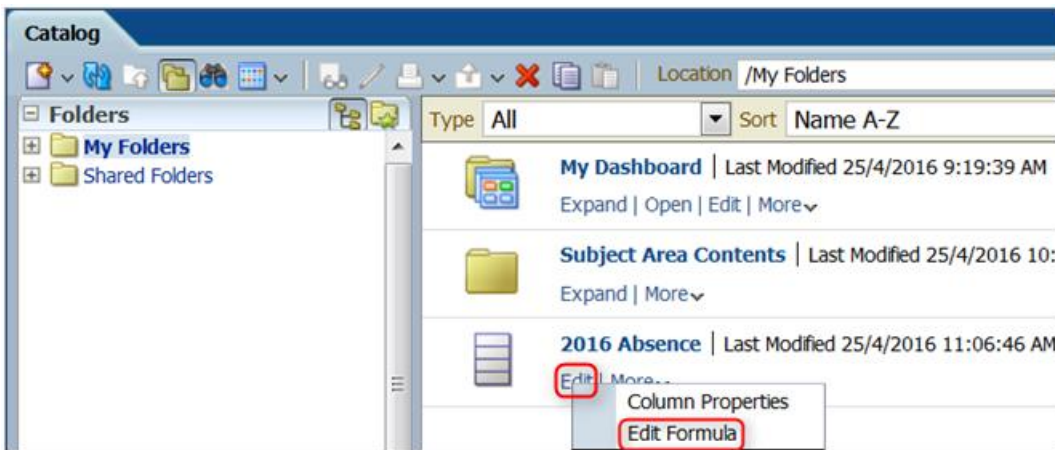 Catalog
Location /My Folders
Folders
Type All Sort Name A-Z
My Folders
Shared Folders
My Dashboard | Last Modified 25/4/2016 9:19:39 AM
Expand | Open | Edit | More
Subject Area Contents | Last Modified 25/4/2016 10:
Expand | More
2016 Absence | Last Modified 25/4/2016 11:06:46 AM
Edit | More
Column Properties
Edit Formula